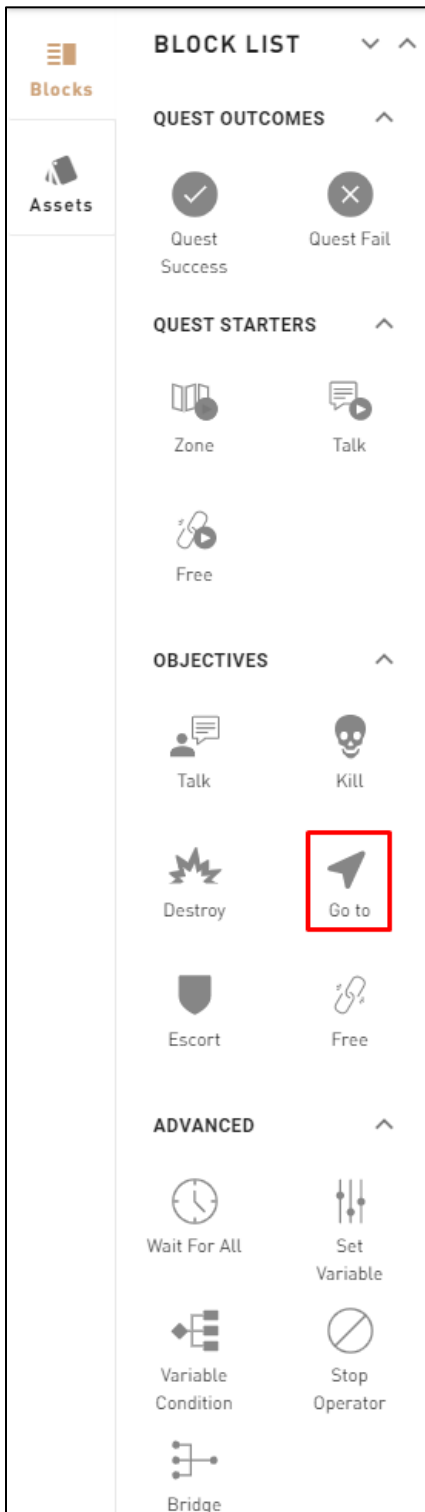 Blocks
Assets
BLOCK LIST
QUEST OUTCOMES
Quest
Success
Quest Fail
QUEST STARTERS
Zone
Talk
Free
OBJECTIVES
Talk
Kill
Destroy
Go to
Escort
Free
ADVANCED
Wait For All
Set
Variable
Variable
Condition
Stop
Operator
Bridge